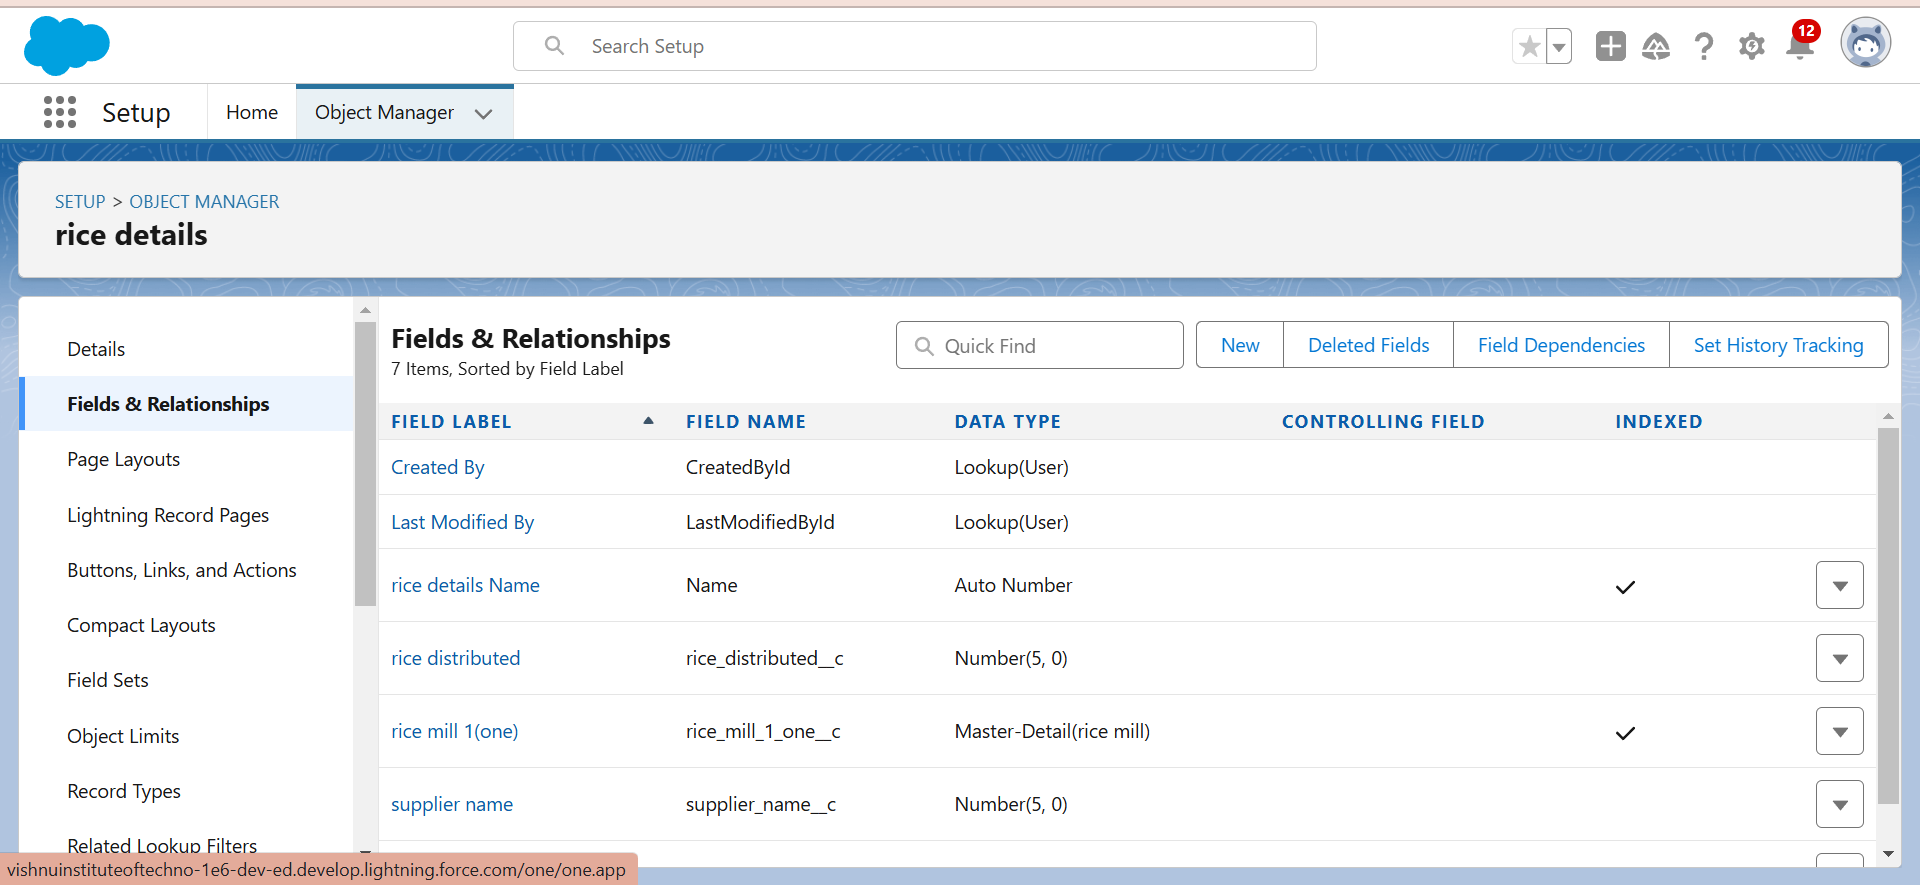 Search Setup
12
Setup
Home
Object Manager
SETUP > OBJECT MANAGER
rice details
Details
Fields & Relationships
Page Layouts
Lightning Record Pages
Buttons, Links, and Actions
Compact Layouts
Field Sets
Object Limits
Record Types
Related Lookup Filters
Fields & Relationships
7 Items, Sorted by Field Label
Quick Find
New
Deleted Fields
Field Dependencies
Set History Tracking
FIELD LABEL FIELD NAME DATA TYPE CONTROLLING FIELD INDEXED
Created By CreatedById Lookup(User)
Last Modified By LastModifiedById Lookup(User)
rice details Name Name Auto Number
rice distributed rice_distributed__c Number(5, 0)
rice mill 1(one) rice_mill_1_one__c Master-Detail(rice mill)
supplier name supplier_name__c Number(5, 0)
vishnuinstituteoftechno-1e6-dev-ed.develop.lightning.force.com/one/one.app